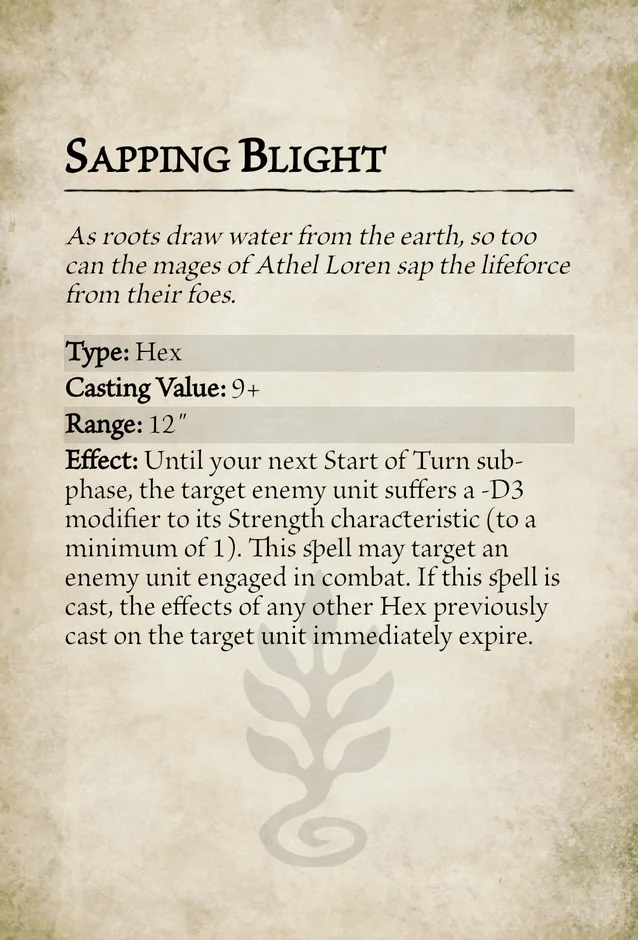 Sapping Blight
As roots draw water from the earth, so too
can the mages of Athel Loren sap the lifeforce
from their foes.
Type: Hex
Casting Value: 9+
Range: 12"
Effect: Until your next Start of Turn sub-
phase, the target enemy unit suffers a -D3
modifier to its Strength characteristic (to a
minimum of 1). This spell may target an
enemy unit engaged in combat. If this spell is
cast, the effects of any other Hex previously
cast on the target unit immediately expire.